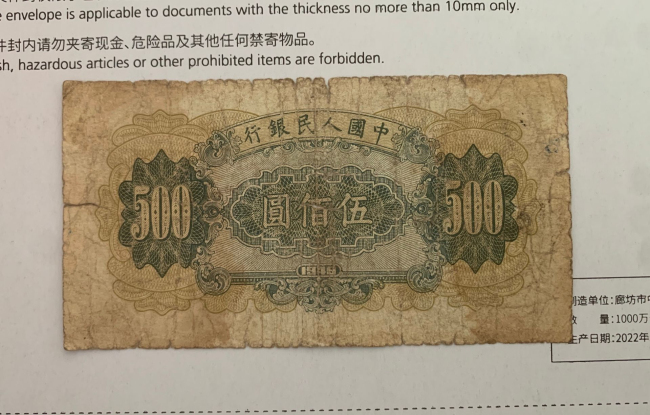 e envelope is applicable to documents with the thickness no more than 10mm only.
件封内请勿夹寄现金、危险品及其他任何禁寄物品。
sh, hazardous articles or other prohibited items are forbidden.
行銀民人國中
500
圓佰伍
500
1949
制造单位:廊坊市中
数 量:1000万
生产日期:2022年